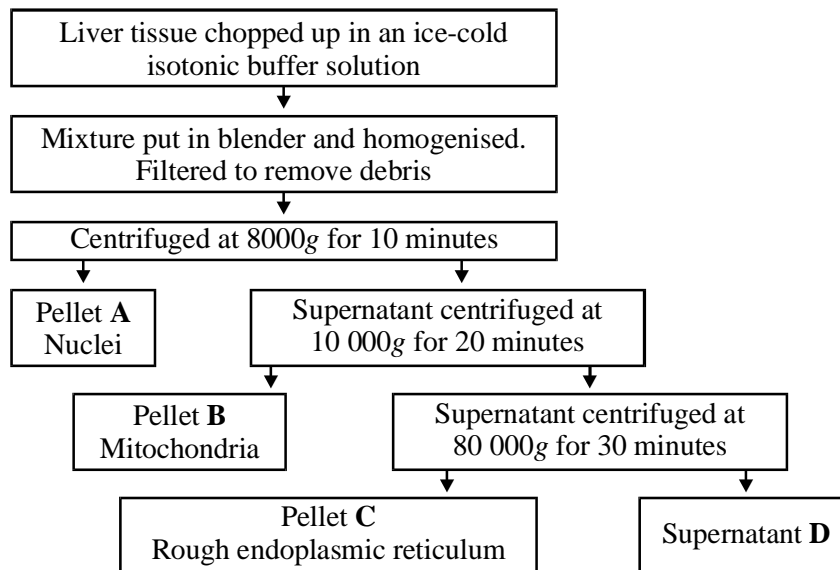 Liver tissue chopped up in an ice-cold
isotonic buffer solution
Mixture put in blender and homogenised.
Filtered to remove debris
Centrifuged at 8000g for 10 minutes
Pellet A
Nuclei
Supernatant centrifuged at
10 000g for 20 minutes
Pellet B
Mitochondria
Supernatant centrifuged at
80 000g for 30 minutes
Pellet C
Rough endoplasmic reticulum
Supernatant D